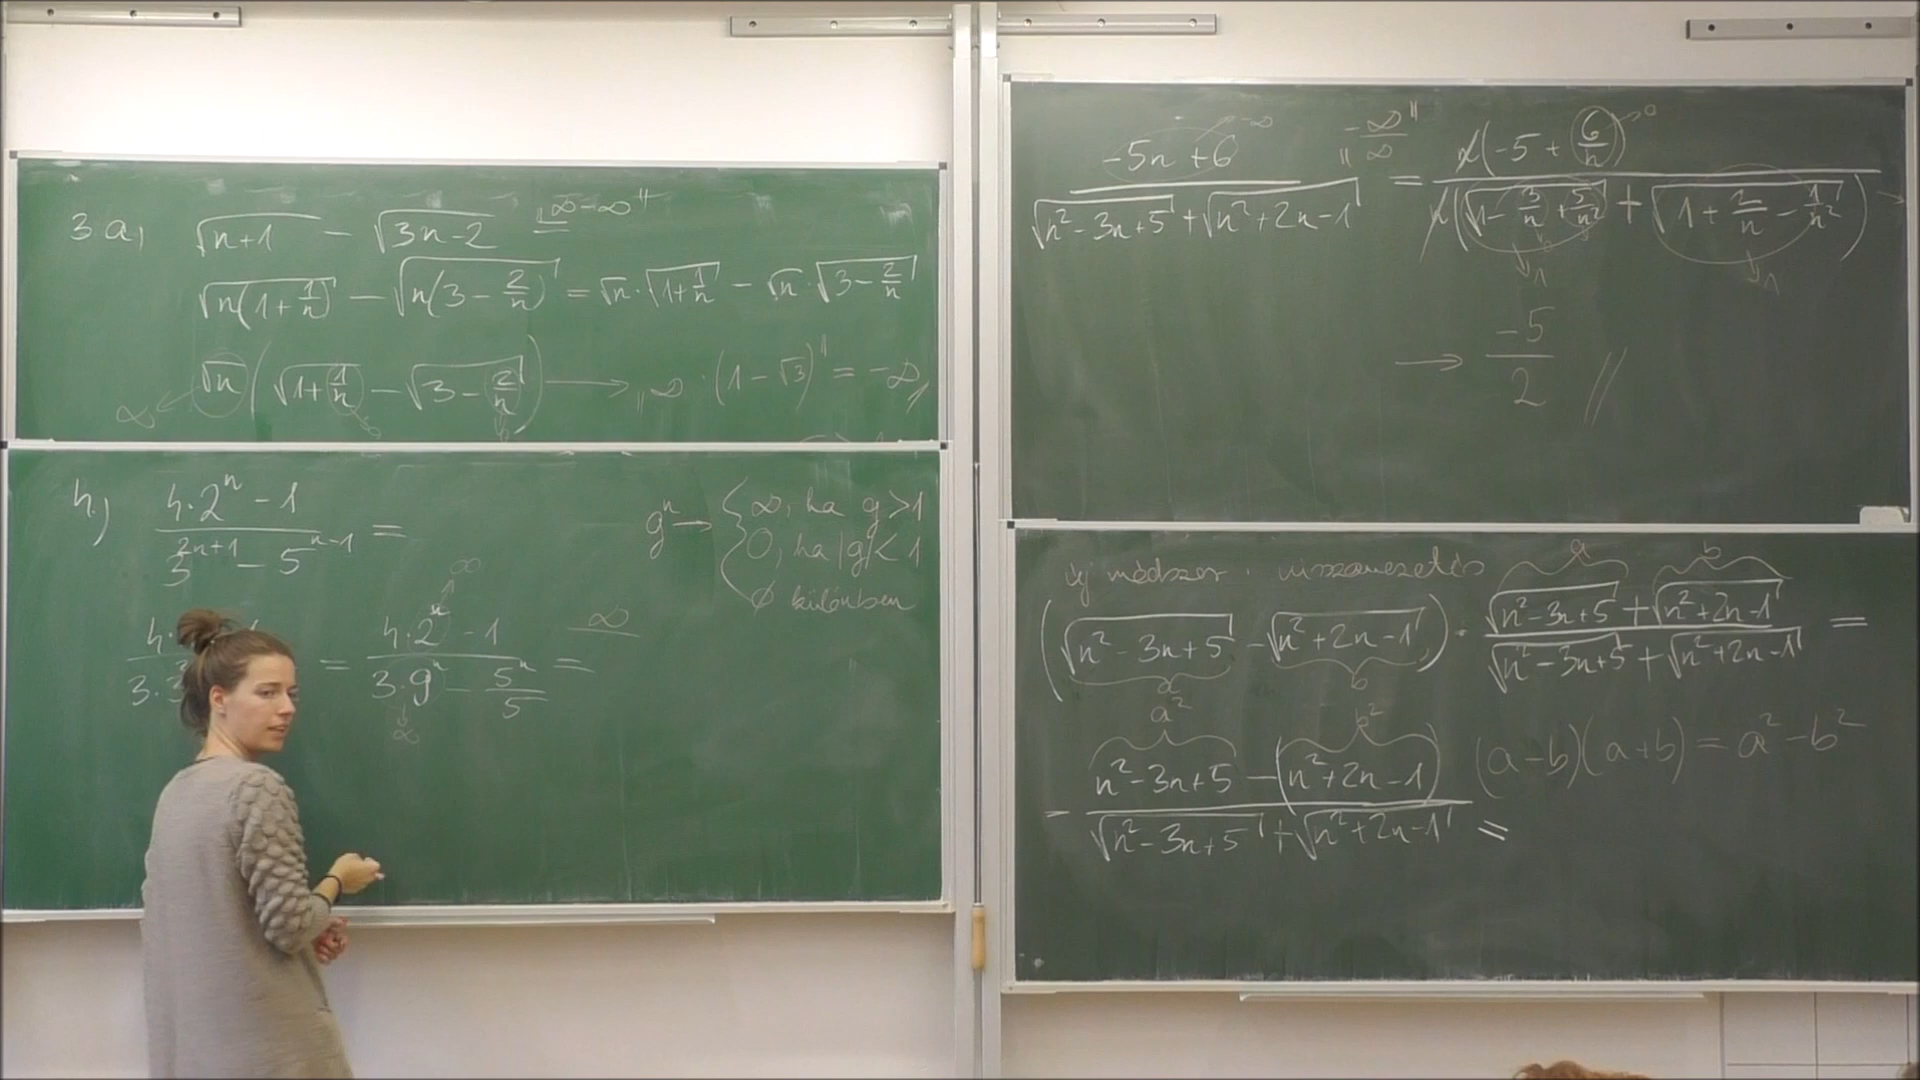 3 a, √(n+1) − √(3n−2) „∞−∞"
√(n(1+1/n)) − √(n(3−2/n)) = √n · √(1+1/n) − √n · √(3−2/n)
∞ ← √n (√(1+1/n) − √(3−2/n)) → „∞ · (1−√3)" = −∞
4.) (4·2^n − 1)/(3^(2n+1) − 5^(n−1)) =
= (4·2^n − 1)/(3·9^n − 5^n/5) = ∞
∞
∞
g^n → { ∞, ha g>1
0, ha |g|<1
∅ különben
(−5n+6)/(√(n²−3n+5) + √(n²+2n−1)) „−∞/∞" = n(−5 + 6/n)/(n(√(1−3/n+5/n²) + √(1+2/n−1/n²)))
→ −5/2 //
új módszer: visszavezetés
(√(n²−3n+5) − √(n²+2n−1)) · (√(n²−3n+5) + √(n²+2n−1))/(√(n²−3n+5) + √(n²+2n−1)) =
a b a b
a² b²
= (n²−3n+5 − (n²+2n−1))/(√(n²−3n+5) + √(n²+2n−1)) =
(a−b)(a+b) = a²−b²